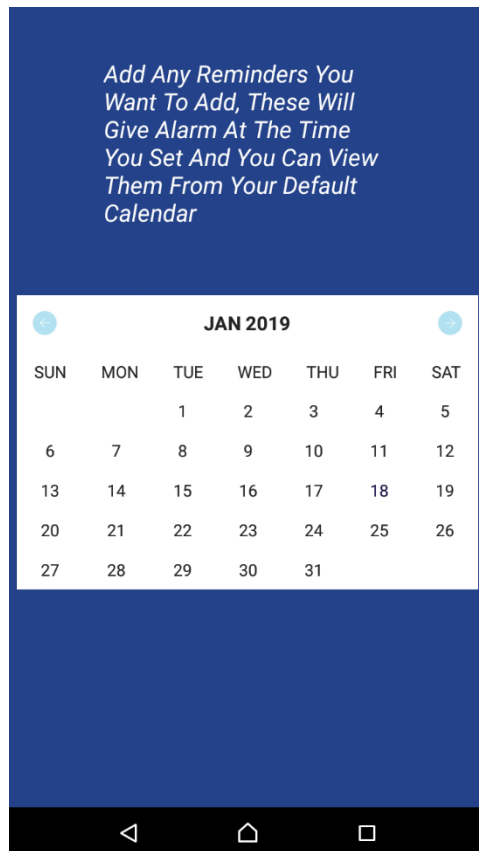 Add Any Reminders You
Want To Add, These Will
Give Alarm At The Time
You Set And You Can View
Them From Your Default
Calendar
JAN 2019
SUN MON TUE WED THU FRI SAT
1 2 3 4 5
6 7 8 9 10 11 12
13 14 15 16 17 18 19
20 21 22 23 24 25 26
27 28 29 30 31